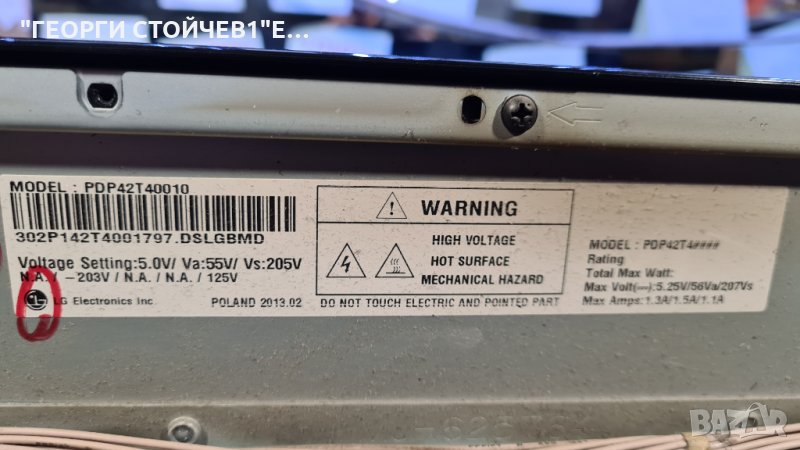 "ГЕОРГИ СТОЙЧЕВ1"Е...
MODEL : PDP42T40010
302P142T4001797.DSLGBMD
Voltage Setting:5.0V/ Va:55V/ Vs:205V
N.A. / -203V / N.A. / N.A. / 125V
LG Electronics Inc.
POLAND 2013.02
WARNING
HIGH VOLTAGE
HOT SURFACE
MECHANICAL HAZARD
DO NOT TOUCH ELECTRIC AND POINTED PART
MODEL : PDP42T4####
Rating:
Total Max Watt:
Max Volt(⎓):5.25V/56Va/207Vs
Max Amps:1.3A/1.5A/1.1A
BAZAR